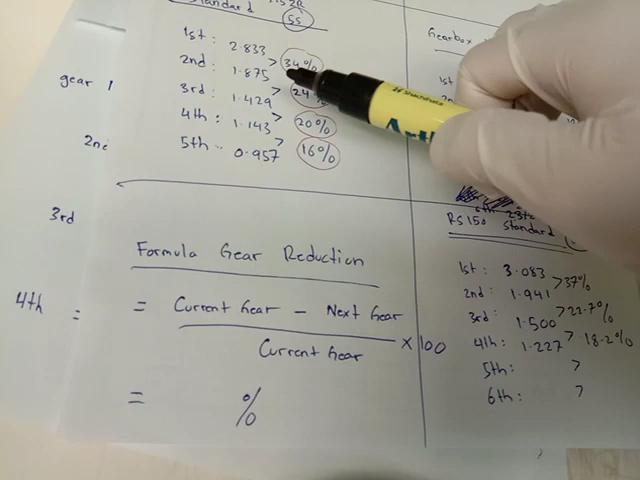 Standard
55
1st: 2.833
> 34%
2nd: 1.875
> 24%
3rd: 1.429
> 20%
4th: 1.143
> 16%
5th: 0.957
gear 1
2nd
3rd
4th =
Formula Gear Reduction
= Current Gear - Next Gear
Current Gear
× 100
= %
Gearbox
1st
RS150 Standard
1st: 3.083
> 37%
2nd: 1.941
> 22.7%
3rd: 1.500
> 18.2%
4th: 1.227
5th: >
6th: >
Shachihata
Art